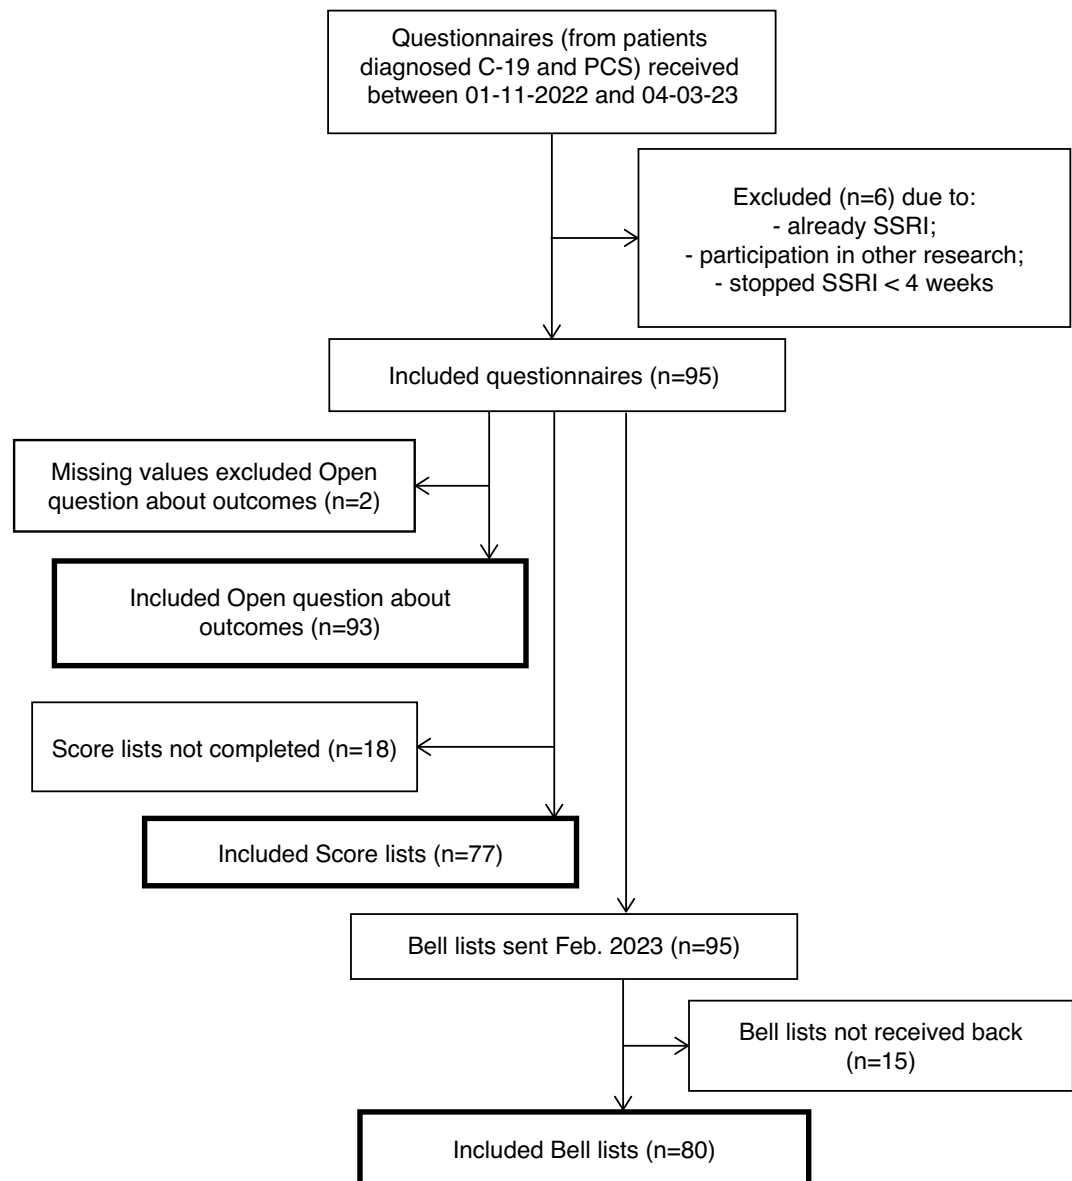 Questionnaires (from patients
diagnosed C-19 and PCS) received
between 01-11-2022 and 04-03-23
Excluded (n=6) due to:
- already SSRI;
- participation in other research;
- stopped SSRI < 4 weeks
Included questionnaires (n=95)
Missing values excluded Open
question about outcomes (n=2)
Included Open question about
outcomes (n=93)
Score lists not completed (n=18)
Included Score lists (n=77)
Bell lists sent Feb. 2023 (n=95)
Bell lists not received back
(n=15)
Included Bell lists (n=80)